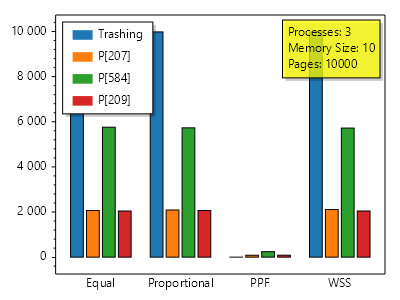 10 000
8 000
6 000
4 000
2 000
0
Trashing
P[207]
P[584]
P[209]
Processes: 3
Memory Size: 10
Pages: 10000
Equal
Proportional
PPF
WSS